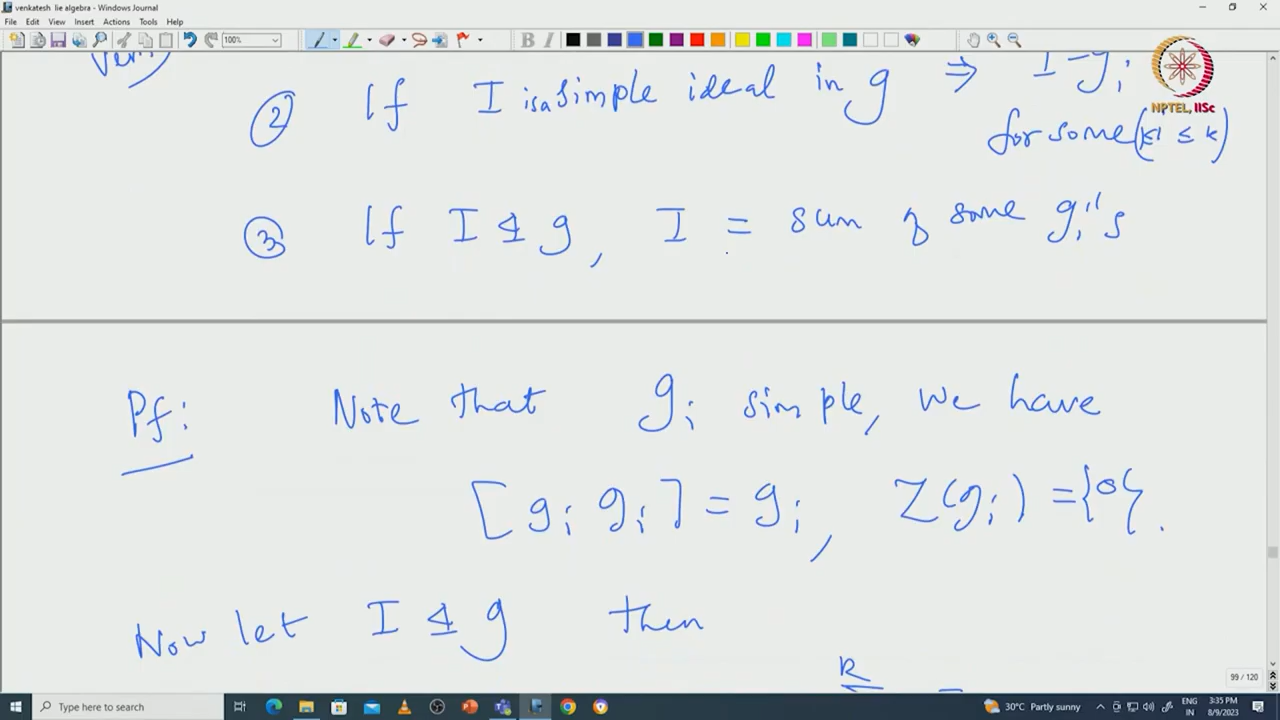 venkatesh lie algebra - Windows Journal
File Edit View Insert Actions Tools Help
100%
NPTEL, IISc
② If I is a simple ideal in g ⇒ I = gᵢ
for some (1 ≤ k)
③ If I ⊴ g, I = sum of some gᵢ's
Pf: Note that gᵢ simple, we have
[gᵢ gᵢ] = gᵢ, Z(gᵢ) = {0}.
Now let I ⊴ g then
k
99 / 120
Type here to search
30°C Partly sunny
ENG
IN
3:35 PM
8/9/2023